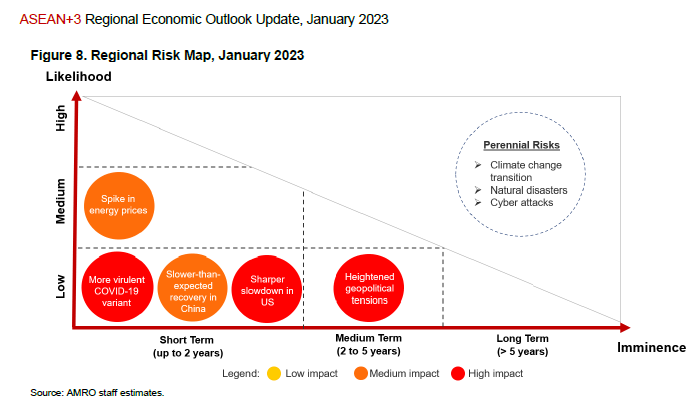 ASEAN+3 Regional Economic Outlook Update, January 2023
Figure 8. Regional Risk Map, January 2023
Likelihood
High
Medium
Low
Perennial Risks
➢ Climate change
transition
➢ Natural disasters
➢ Cyber attacks
Spike in
energy prices
More virulent
COVID-19
variant
Slower-than-
expected
recovery in
China
Sharper
slowdown in
US
Heightened
geopolitical
tensions
Short Term
(up to 2 years)
Medium Term
(2 to 5 years)
Long Term
(> 5 years)
Imminence
Legend: Low impact Medium impact High impact
Source: AMRO staff estimates.